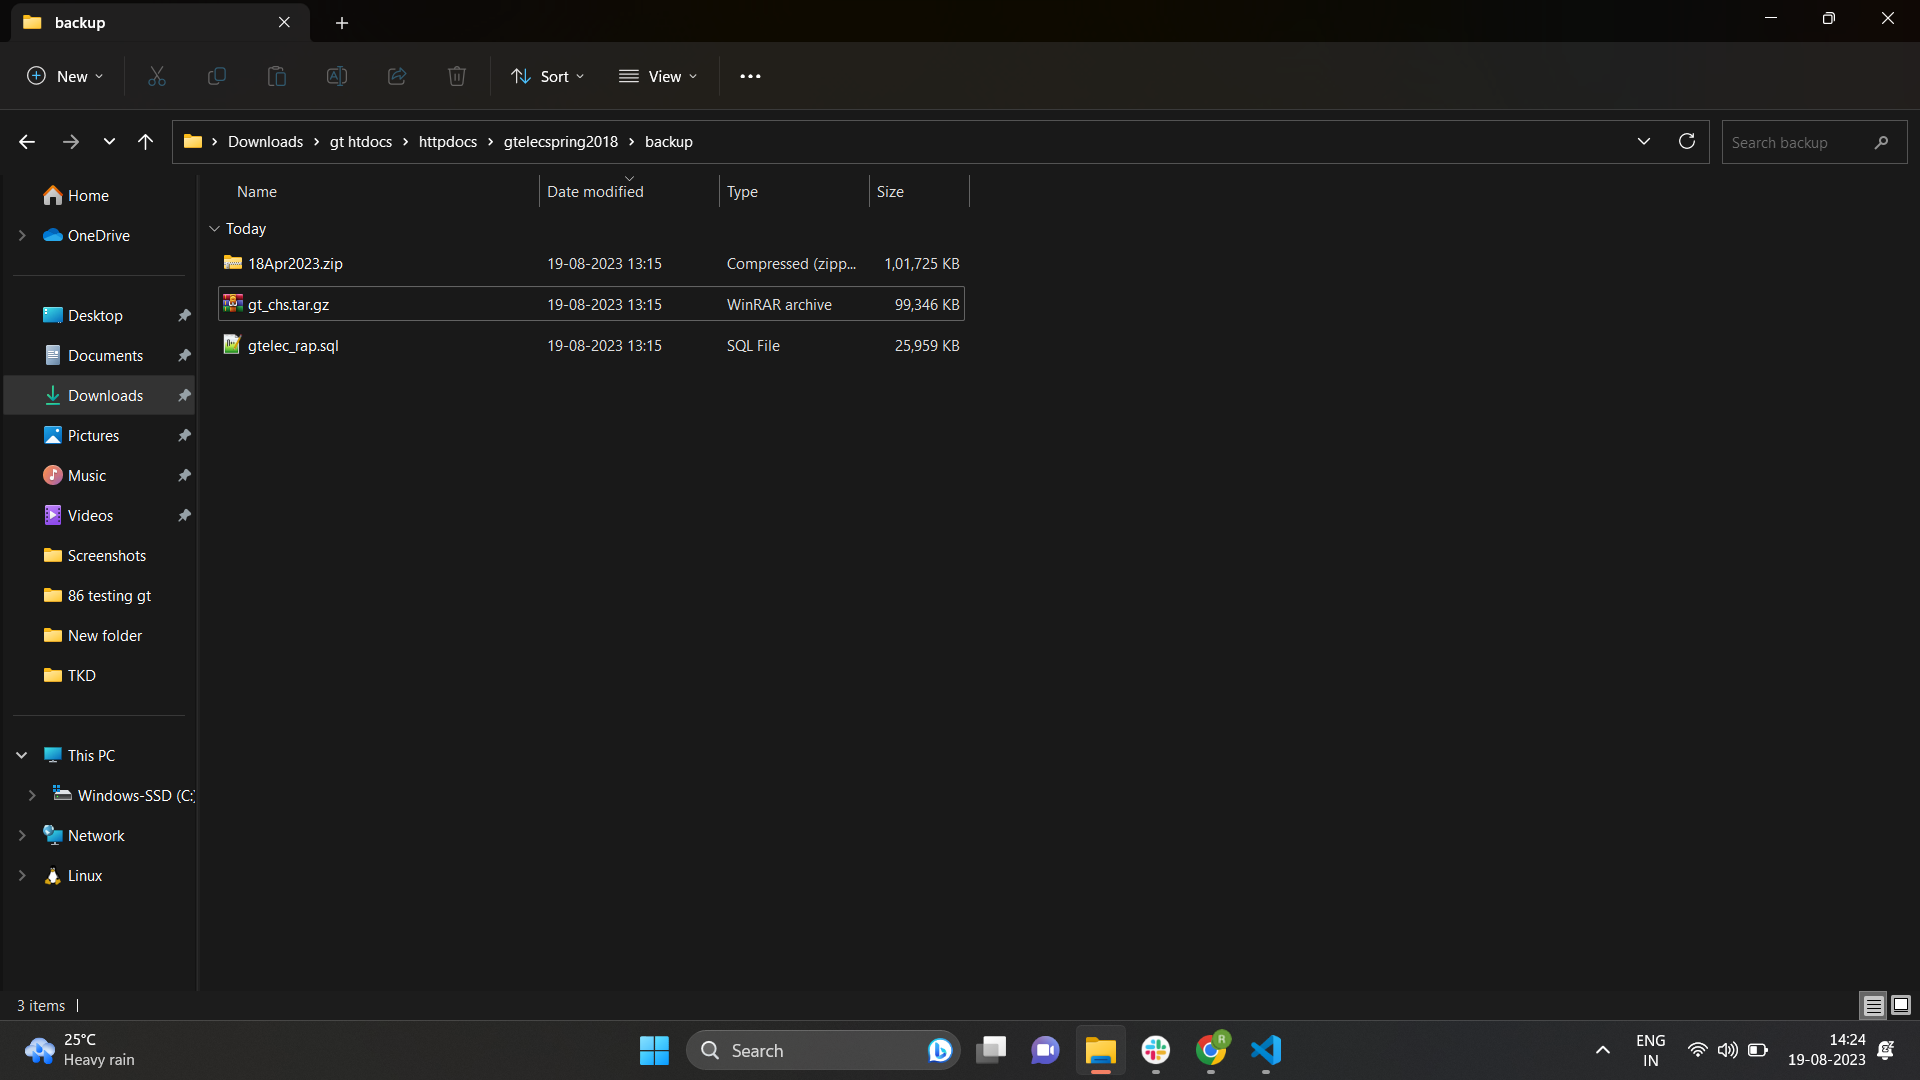 backup
New
Sort
View
Downloads
gt htdocs
httpdocs
gtelecspring2018
backup
Search backup
Home
OneDrive
Desktop
Documents
Downloads
Pictures
Music
Videos
Screenshots
86 testing gt
New folder
TKD
This PC
Windows-SSD (C:)
Network
Linux
Name Date modified Type Size
Today
18Apr2023.zip 19-08-2023 13:15 Compressed (zipp... 1,01,725 KB
gt_chs.tar.gz 19-08-2023 13:15 WinRAR archive 99,346 KB
gtelec_rap.sql 19-08-2023 13:15 SQL File 25,959 KB
3 items
25°C
Heavy rain
Search
R
ENG
IN
14:24
19-08-2023